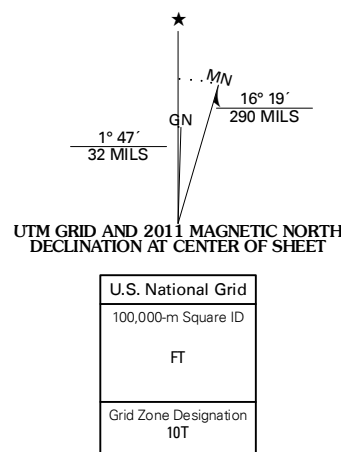 MN
GN
16° 19´
290 MILS
1° 47´
32 MILS
UTM GRID AND 2011 MAGNETIC NORTH
DECLINATION AT CENTER OF SHEET
U.S. National Grid
100,000-m Square ID
FT
Grid Zone Designation
10T